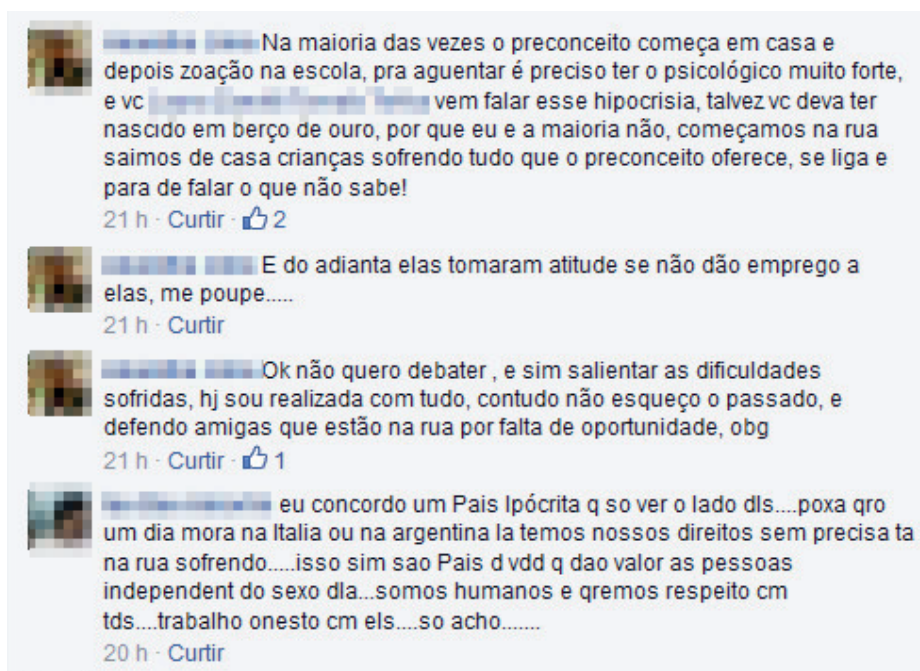 Na maioria das vezes o preconceito começa em casa e
depois zoação na escola, pra aguentar é preciso ter o psicológico muito forte,
e vc vem falar esse hipocrisia, talvez vc deva ter
nascido em berço de ouro, por que eu e a maioria não, começamos na rua
saimos de casa crianças sofrendo tudo que o preconceito oferece, se liga e
para de falar o que não sabe!
21 h · Curtir · 2
E do adianta elas tomaram atitude se não dão emprego a
elas, me poupe.....
21 h · Curtir
Ok não quero debater , e sim salientar as dificuldades
sofridas, hj sou realizada com tudo, contudo não esqueço o passado, e
defendo amigas que estão na rua por falta de oportunidade, obg
21 h · Curtir · 1
eu concordo um Pais Ipócrita q so ver o lado dls....poxa qro
um dia mora na Italia ou na argentina la temos nossos direitos sem precisa ta
na rua sofrendo.....isso sim sao Pais d vdd q dao valor as pessoas
independent do sexo dla...somos humanos e qremos respeito cm
tds....trabalho onesto cm els....so acho.......
20 h · Curtir